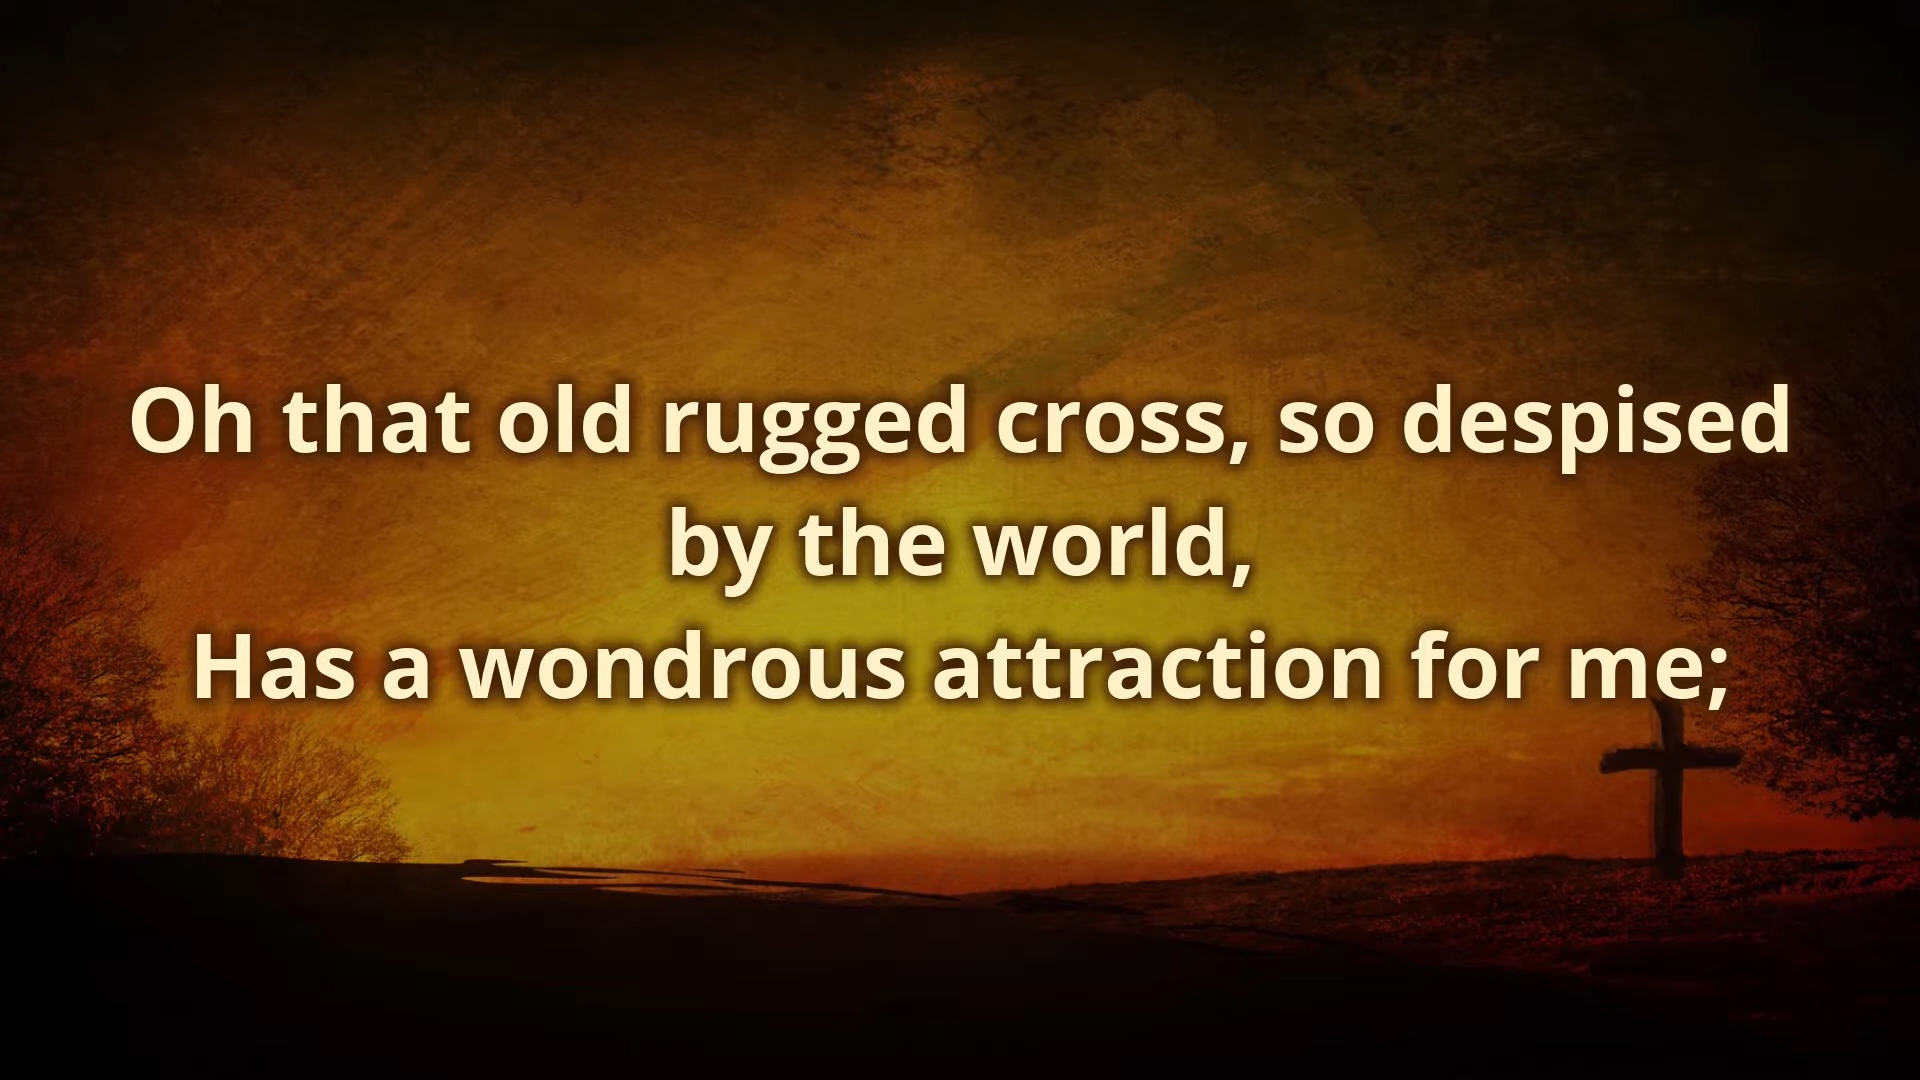 Oh that old rugged cross, so despised
by the world,
Has a wondrous attraction for me;